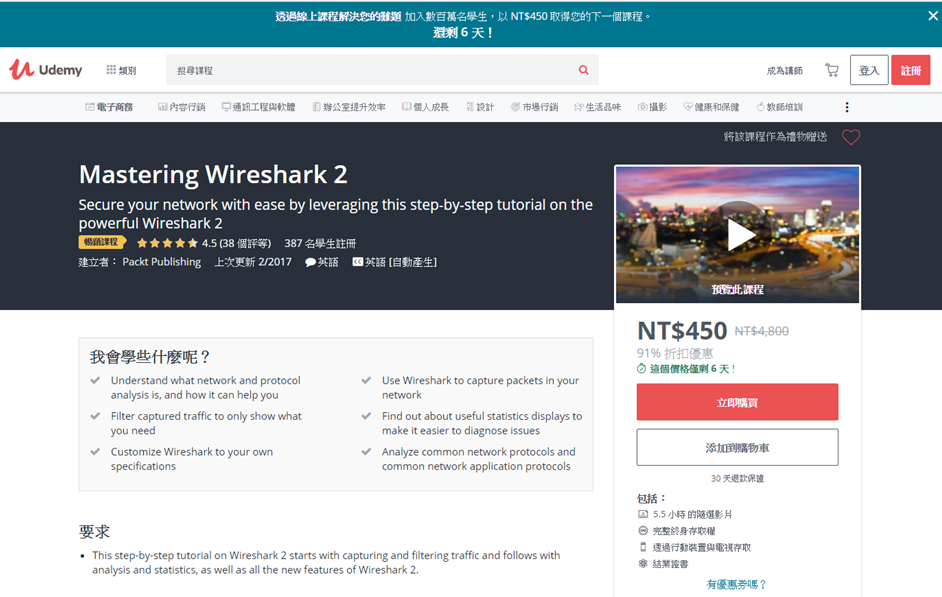 透過線上課程解決您的難題 加入數百萬名學生，以 NT$450 取得您的下一個課程。
還剩 6 天！
Udemy
類別
搜尋課程
成為講師
登入
註冊
電子商務
內容行銷
通訊工程與軟體
辦公室提升效率
個人成長
設計
市場行銷
生活品味
攝影
健康和保健
教師培訓
將該課程作為禮物贈送
Mastering Wireshark 2
Secure your network with ease by leveraging this step-by-step tutorial on the
powerful Wireshark 2
暢銷課程 4.5 (38 個評等) 387 名學生註冊
建立者： Packt Publishing 上次更新 2/2017 英語 英語 [自動產生]
預覽此課程
我會學些什麼呢？
Understand what network and protocol
analysis is, and how it can help you
Filter captured traffic to only show what
you need
Customize Wireshark to your own
specifications
Use Wireshark to capture packets in your
network
Find out about useful statistics displays to
make it easier to diagnose issues
Analyze common network protocols and
common network application protocols
要求
This step-by-step tutorial on Wireshark 2 starts with capturing and filtering traffic and follows with
analysis and statistics, as well as all the new features of Wireshark 2.
NT$450 NT$4,800
91% 折扣優惠
這個價格僅剩 6 天！
立即購買
添加到購物車
30 天退款保證
包括：
5.5 小時 的隨選影片
完整終身存取權
透過行動裝置與電視存取
結業證書
有優惠券嗎？